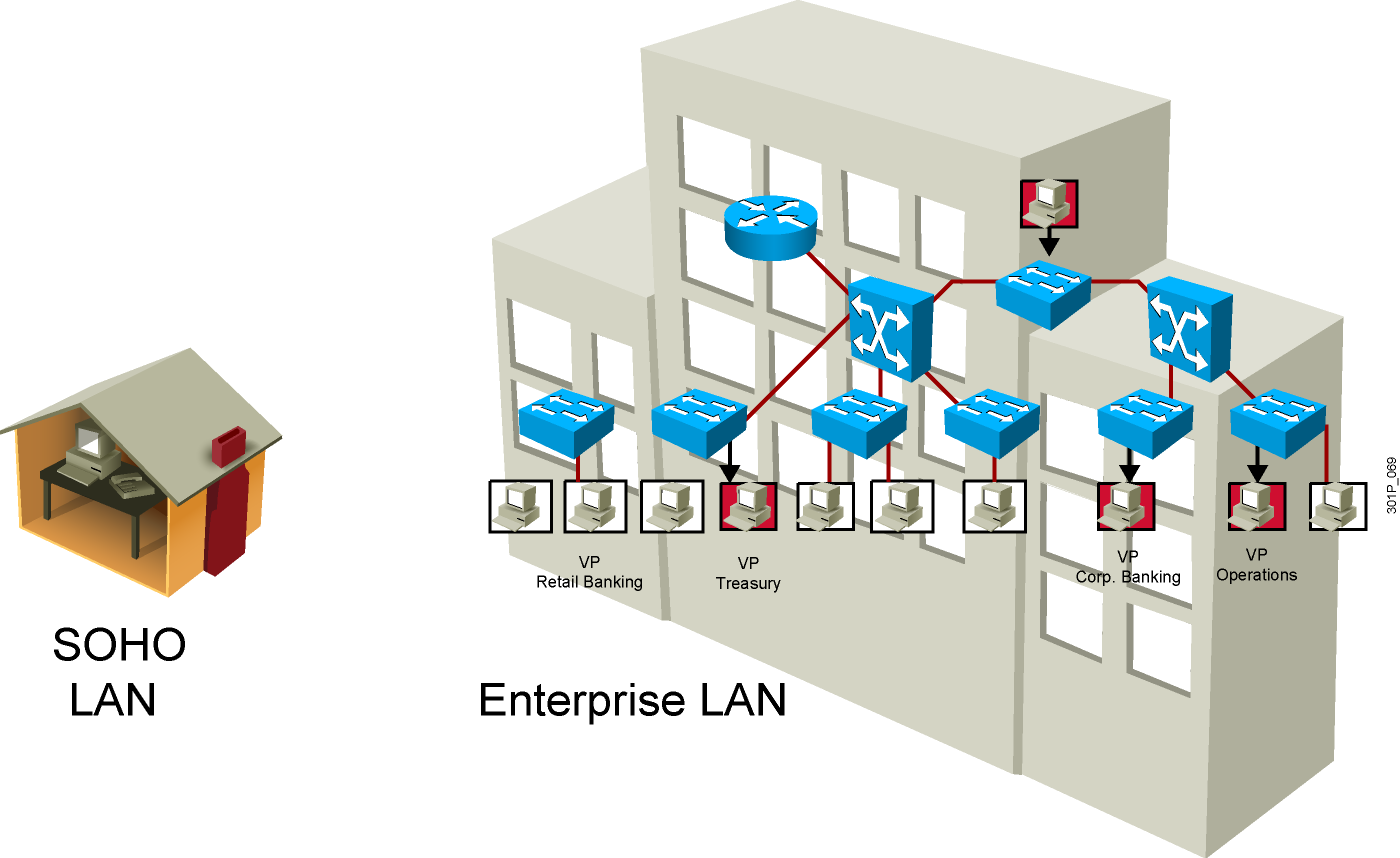 VP
Retail Banking
VP
Treasury
VP
Corp. Banking
VP
Operations
SOHO
LAN
Enterprise LAN
301P_069